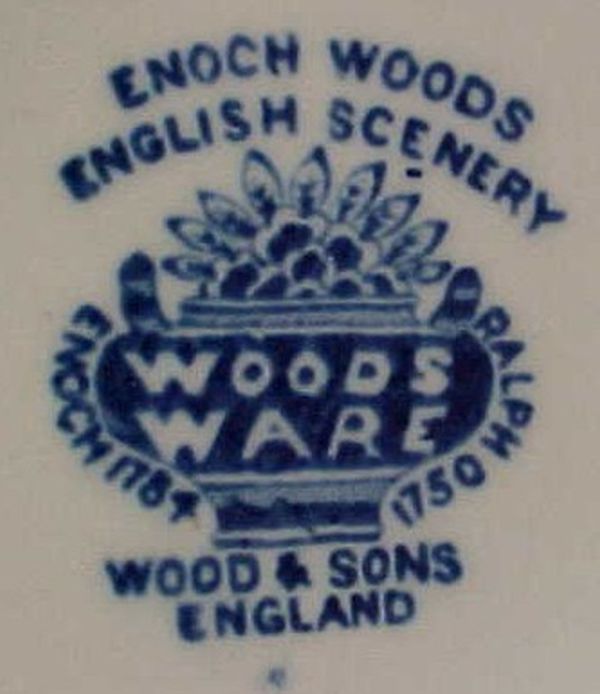 ENOCH WOODS
ENGLISH SCENERY
WOODS
WARE
ENOCH 1784
RALPH 1750
WOOD & SONS
ENGLAND